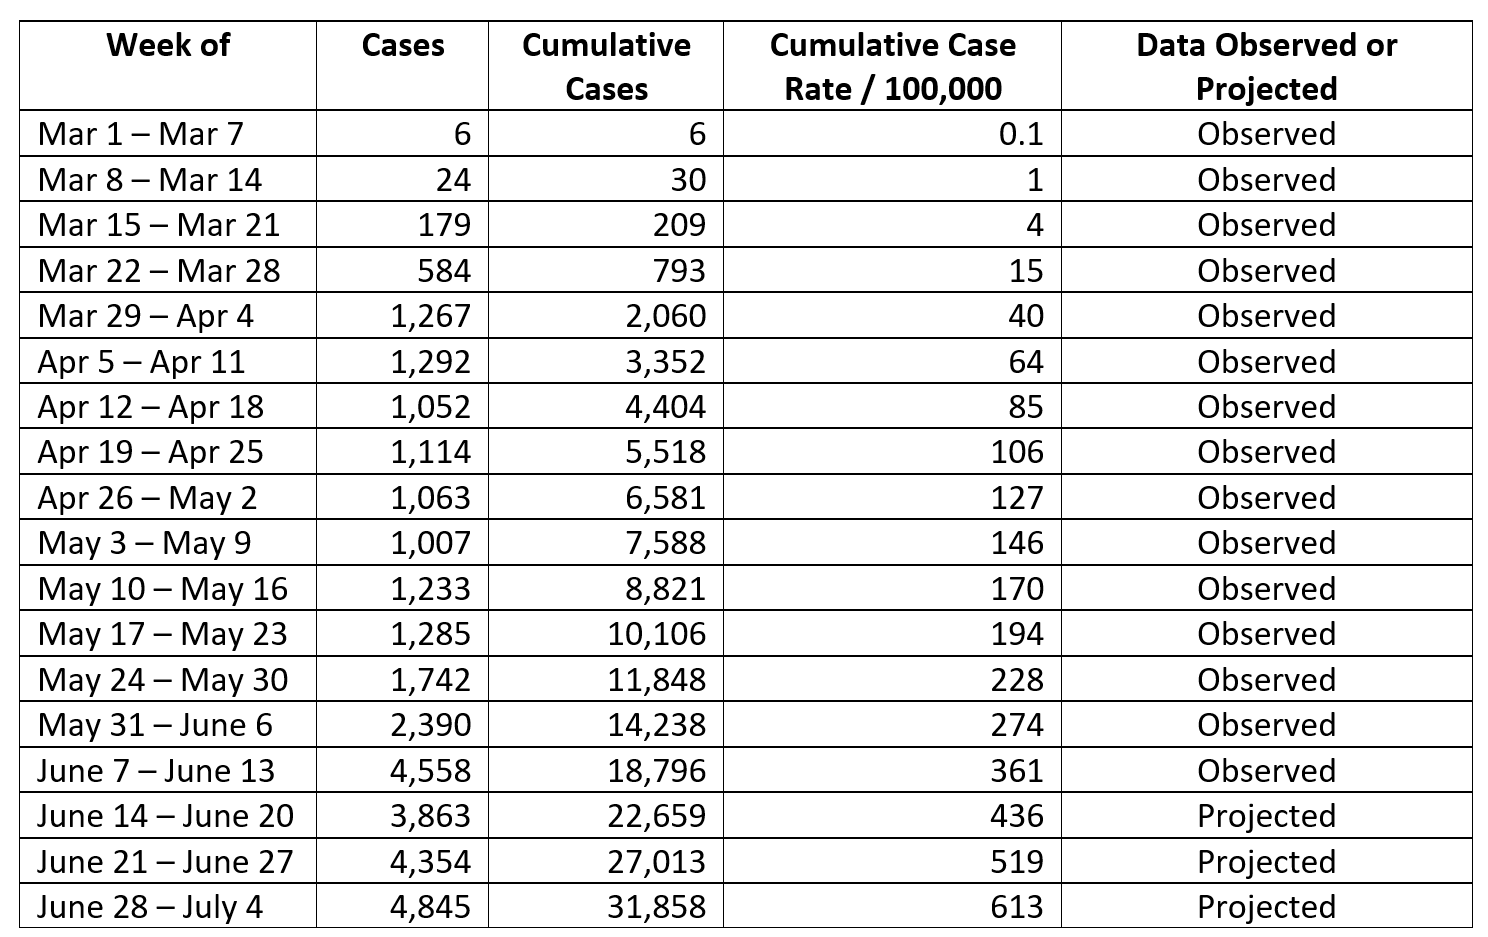 Week of Cases Cumulative Cumulative Case Data Observed or
Cases Rate / 100,000 Projected
Mar 1 – Mar 7 6 6 0.1 Observed
Mar 8 – Mar 14 24 30 1 Observed
Mar 15 – Mar 21 179 209 4 Observed
Mar 22 – Mar 28 584 793 15 Observed
Mar 29 – Apr 4 1,267 2,060 40 Observed
Apr 5 – Apr 11 1,292 3,352 64 Observed
Apr 12 – Apr 18 1,052 4,404 85 Observed
Apr 19 – Apr 25 1,114 5,518 106 Observed
Apr 26 – May 2 1,063 6,581 127 Observed
May 3 – May 9 1,007 7,588 146 Observed
May 10 – May 16 1,233 8,821 170 Observed
May 17 – May 23 1,285 10,106 194 Observed
May 24 – May 30 1,742 11,848 228 Observed
May 31 – June 6 2,390 14,238 274 Observed
June 7 – June 13 4,558 18,796 361 Observed
June 14 – June 20 3,863 22,659 436 Projected
June 21 – June 27 4,354 27,013 519 Projected
June 28 – July 4 4,845 31,858 613 Projected